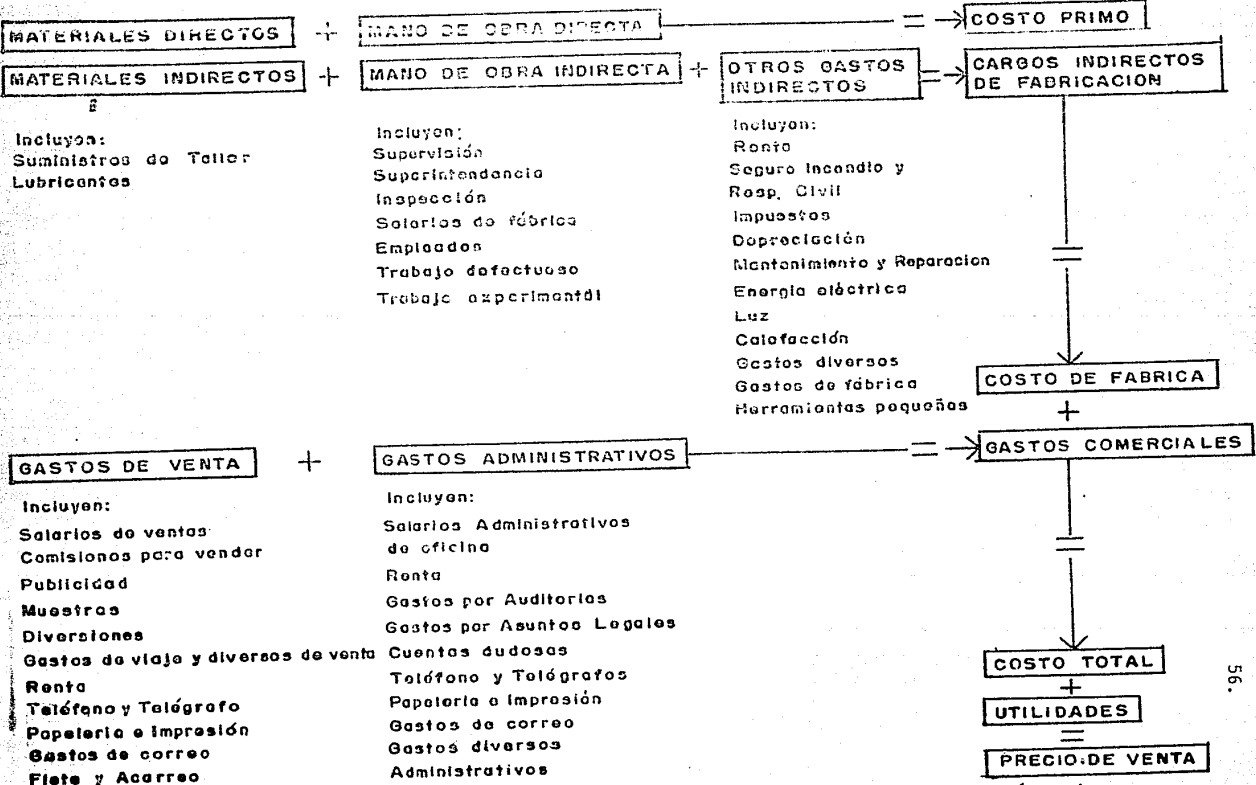 MATERIALES DIRECTOS + MANO DE OBRA DIRECTA = COSTO PRIMO
MATERIALES INDIRECTOS + MANO DE OBRA INDIRECTA + OTROS GASTOS INDIRECTOS = CARGOS INDIRECTOS DE FABRICACION
Incluyen:
Suministros de Taller
Lubricantes
Incluyen:
Supervisión
Superintendencia
Inspección
Salarios de fábrica
Empleados
Trabajo defectuoso
Trabajo experimental
Incluyen:
Renta
Seguro Incendio y
Resp. Civil
Impuestos
Depreciación
Mantenimiento y Reparacion
Energía eléctrica
Luz
Calefacción
Gastos diversos
Gastos de fábrica
Herramientas pequeñas
=
COSTO DE FABRICA
+
GASTOS DE VENTA + GASTOS ADMINISTRATIVOS = GASTOS COMERCIALES
Incluyen:
Salarios de ventas
Comisiones para vender
Publicidad
Muestras
Diversiones
Gastos de viaje y diversos de venta
Renta
Teléfono y Telégrafo
Papeleria e Impresión
Gastos de correo
Flete y Acarreo
Incluyen:
Salarios Administrativos
de oficina
Renta
Gastos por Auditorias
Gastos por Asuntos Legales
Cuentas dudosas
Teléfono y Telégrafos
Papeleria e Impresión
Gastos de correo
Gastos diversos
Administrativos
=
COSTO TOTAL
+
UTILIDADES
=
PRECIO DE VENTA
56.